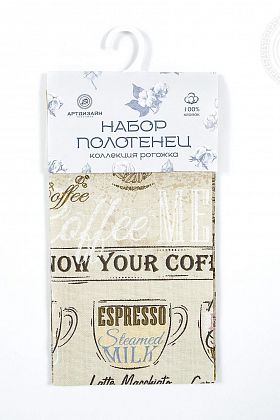 АРТДИЗАЙН
100%
ХЛОПОК
НАБОР
ПОЛОТЕНЕЦ
КОЛЛЕКЦИЯ РОГОЖКА
Coffee
Coffee ME
NOW YOUR COFF
ESPRESSO
Steamed
MILK
Latte Macchiato